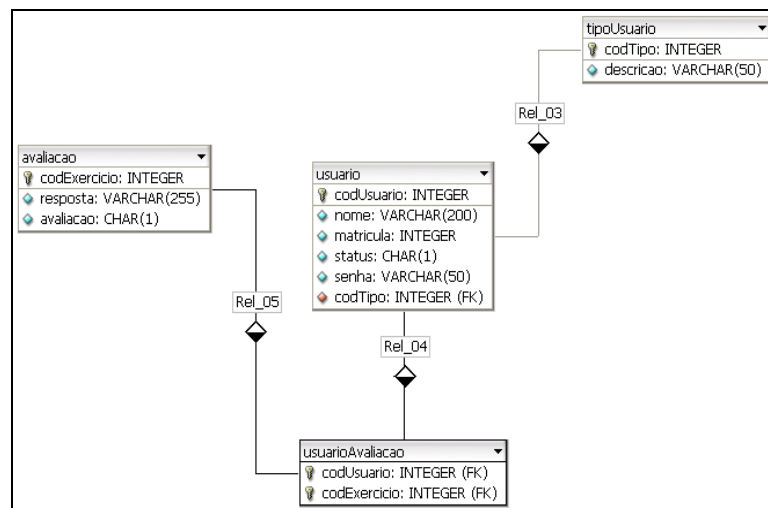 tipoUsuario
codTipo: INTEGER
descricao: VARCHAR(50)
Rel_03
avaliacao
codExercicio: INTEGER
resposta: VARCHAR(255)
avaliacao: CHAR(1)
usuario
codUsuario: INTEGER
nome: VARCHAR(200)
matricula: INTEGER
status: CHAR(1)
senha: VARCHAR(50)
codTipo: INTEGER (FK)
Rel_05
Rel_04
usuarioAvaliacao
codUsuario: INTEGER (FK)
codExercicio: INTEGER (FK)